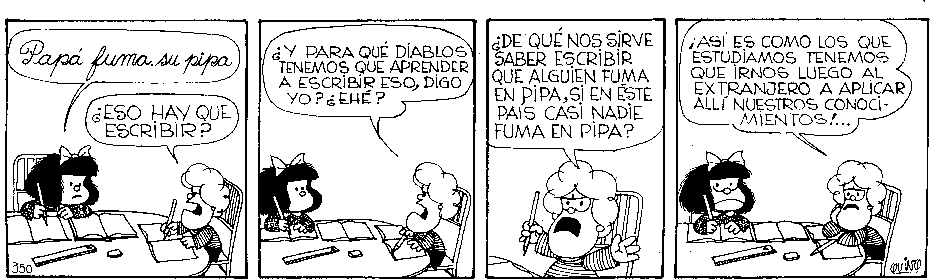 Papá fuma su pipa
¿ESO HAY QUE
ESCRIBIR?
350
¿Y PARA QUÉ DIABLOS
TENEMOS QUE APRENDER
A ESCRIBIR ESO, DIGO
YO? ¿EHÉ?
¿DE QUÉ NOS SIRVE
SABER ESCRIBIR
QUE ALGUIEN FUMA
EN PIPA, SI EN ESTE
PAIS CASI NADIE
FUMA EN PIPA?
¡ASÍ ES COMO LOS QUE
ESTUDIAMOS TENEMOS
QUE IRNOS LUEGO AL
EXTRANJERO A APLICAR
ALLÍ NUESTROS CONOCI-
MIENTOS!...
QUINO